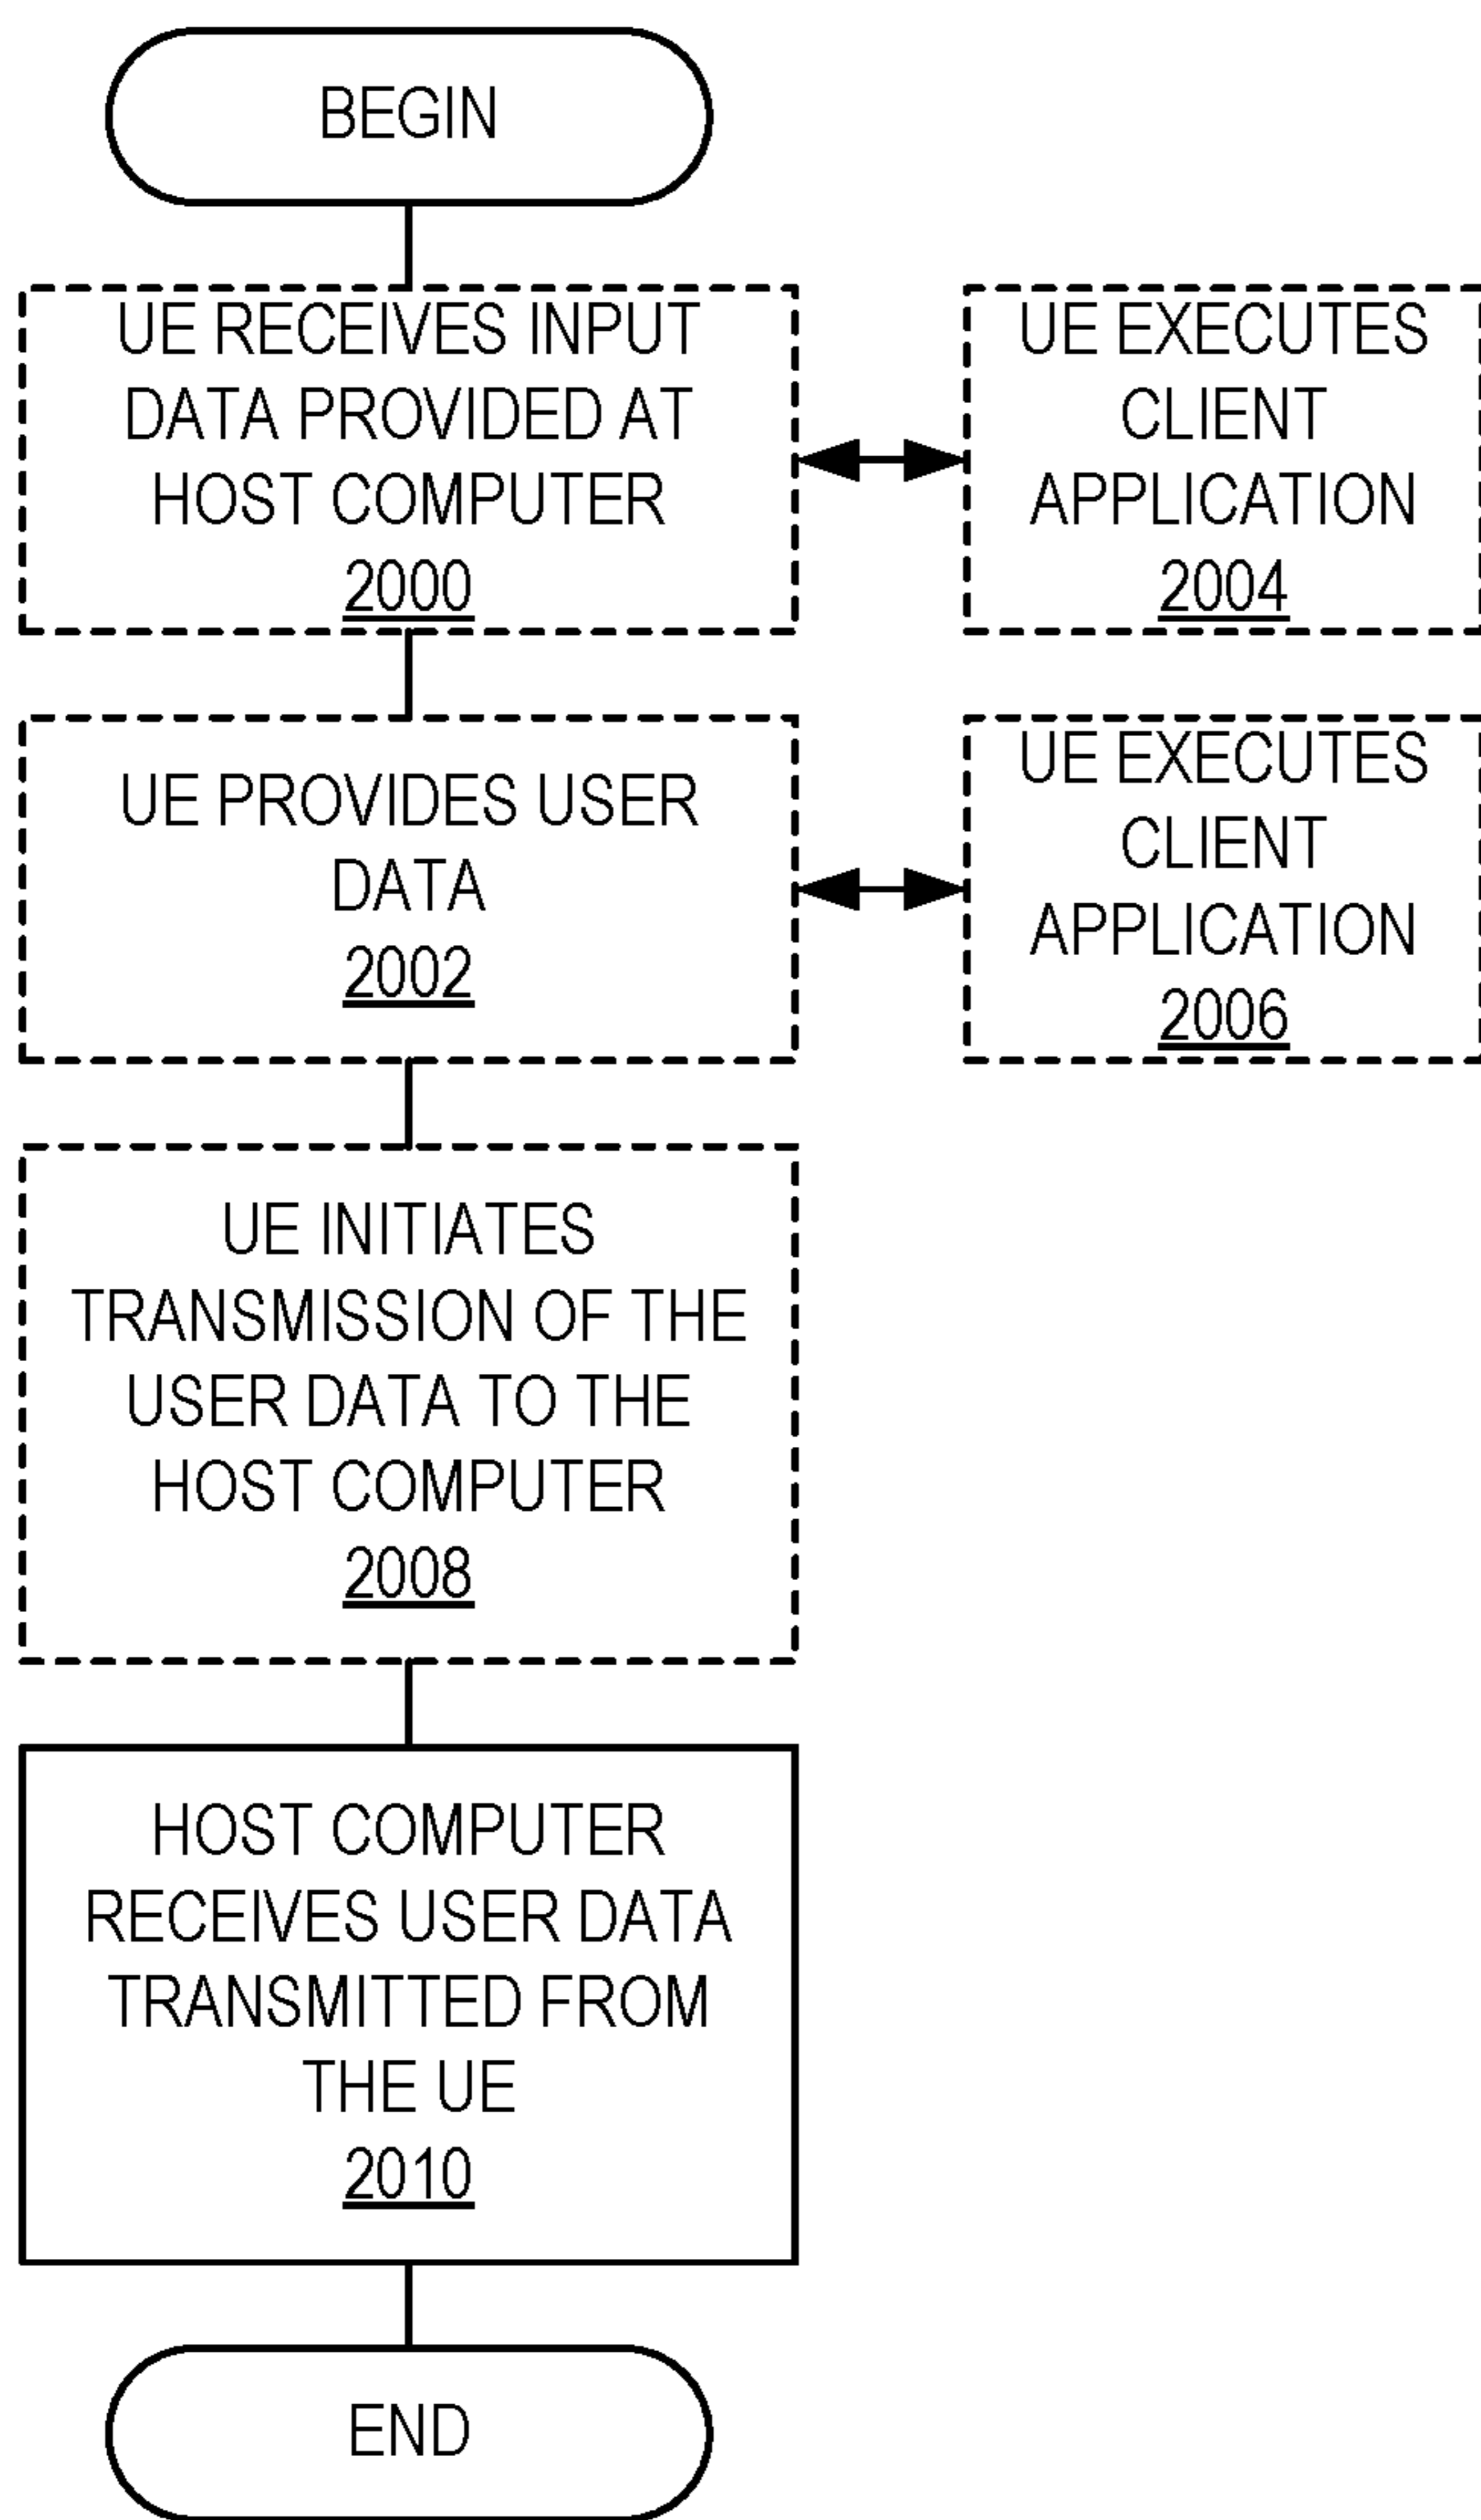 BEGIN
UE RECEIVES INPUT
DATA PROVIDED AT
HOST COMPUTER
2000
UE EXECUTES
CLIENT
APPLICATION
2004
UE PROVIDES USER
DATA
2002
UE EXECUTES
CLIENT
APPLICATION
2006
UE INITIATES
TRANSMISSION OF THE
USER DATA TO THE
HOST COMPUTER
2008
HOST COMPUTER
RECEIVES USER DATA
TRANSMITTED FROM
THE UE
2010
END